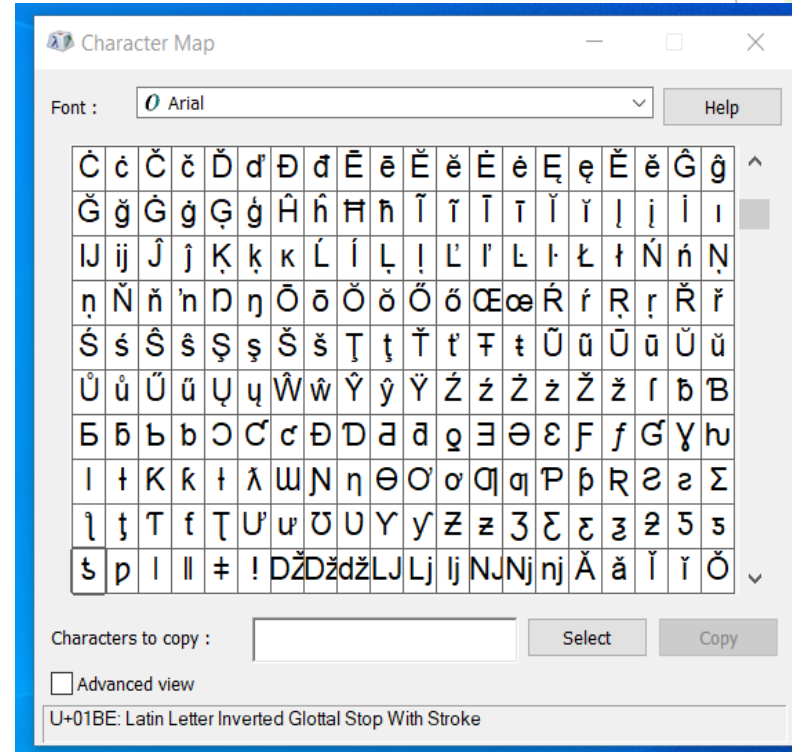 Character Map
Font : O Arial Help
Ċ ċ Č č Ď ď Đ đ Ē ē Ĕ ĕ Ė ė Ę ę Ě ě Ĝ ĝ
Ğ ğ Ġ ġ Ģ ģ Ĥ ĥ Ħ ħ Ĩ ĩ Ī ī Ĭ ĭ Į į İ ı
IJ ij Ĵ ĵ Ķ ķ ĸ Ĺ ĺ Ļ ļ Ľ ľ Ŀ ŀ Ł ł Ń ń Ņ
ņ Ň ň ŉ Ŋ ŋ Ō ō Ŏ ŏ Ő ő Œ œ Ŕ ŕ Ŗ ŗ Ř ř
Ś ś Ŝ ŝ Ş ş Š š Ţ ţ Ť ť Ŧ ŧ Ũ ũ Ū ū Ŭ ŭ
Ů ů Ű ű Ų ų Ŵ ŵ Ŷ ŷ Ÿ Ź ź Ż ż Ž ž ſ ƀ Ɓ
Ƃ ƃ Ƅ ƅ Ɔ Ƈ ƈ Ɖ Ɗ Ƌ ƌ ƍ Ǝ Ə Ɛ Ƒ ƒ Ɠ Ɣ ƕ
Ɩ Ɨ Ƙ ƙ ƚ ƛ Ɯ Ɲ ƞ Ɵ Ơ ơ Ƣ ƣ Ƥ ƥ Ʀ Ƨ ƨ Ʃ
ƪ ƫ Ƭ ƭ Ʈ Ư ư Ʊ Ʋ Ƴ ƴ Ƶ ƶ Ʒ Ƹ ƹ ƺ ƻ Ƽ ƽ
ƾ ƿ ǀ ǁ ǂ ǃ DŽ Dž dž LJ Lj lj NJ Nj nj Ǎ ǎ Ǐ ǐ Ǒ
Characters to copy : Select Copy
Advanced view
U+01BE: Latin Letter Inverted Glottal Stop With Stroke